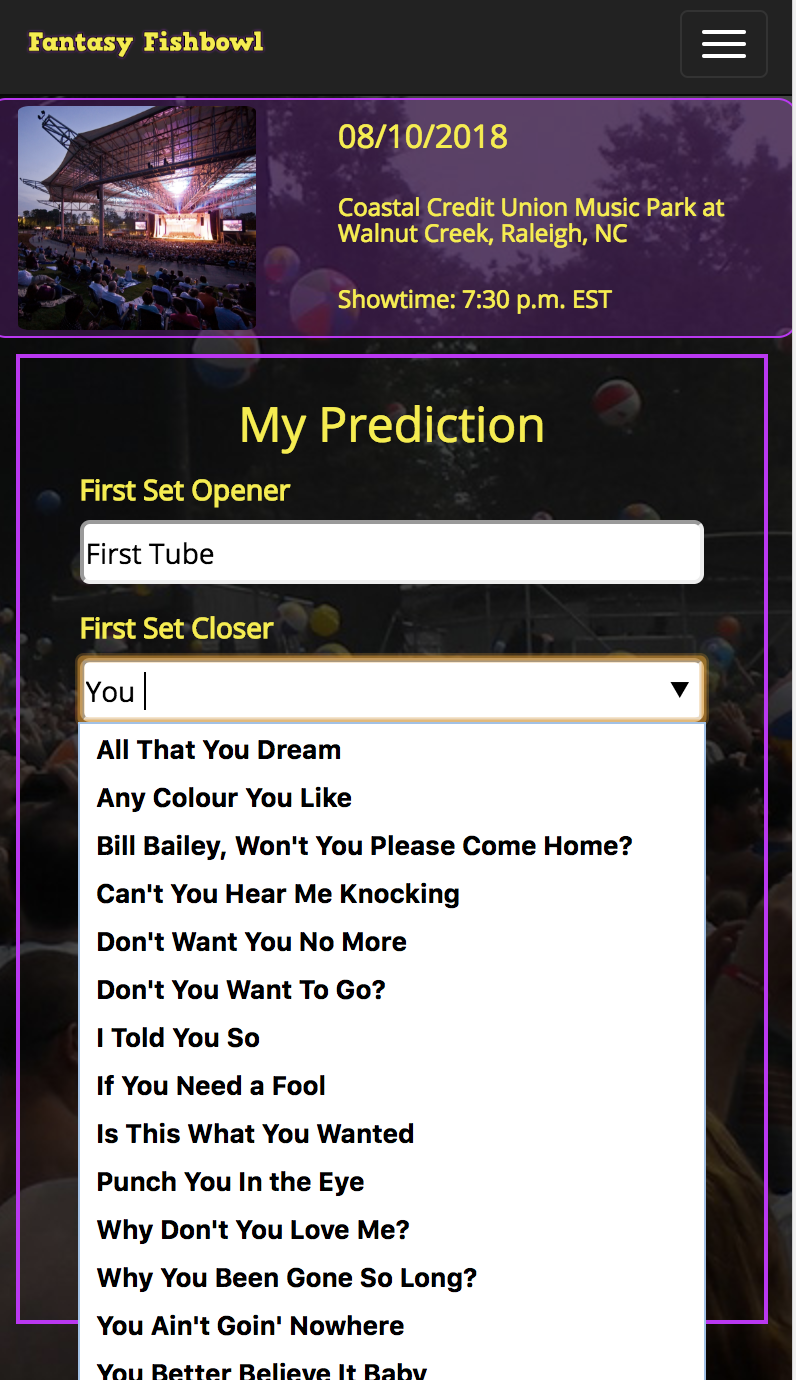 Fantasy Fishbowl
08/10/2018
Coastal Credit Union Music Park at
Walnut Creek, Raleigh, NC
Showtime: 7:30 p.m. EST
My Prediction
First Set Opener
First Tube
First Set Closer
You
All That You Dream
Any Colour You Like
Bill Bailey, Won't You Please Come Home?
Can't You Hear Me Knocking
Don't Want You No More
Don't You Want To Go?
I Told You So
If You Need a Fool
Is This What You Wanted
Punch You In the Eye
Why Don't You Love Me?
Why You Been Gone So Long?
You Ain't Goin' Nowhere
You Better Believe It Baby